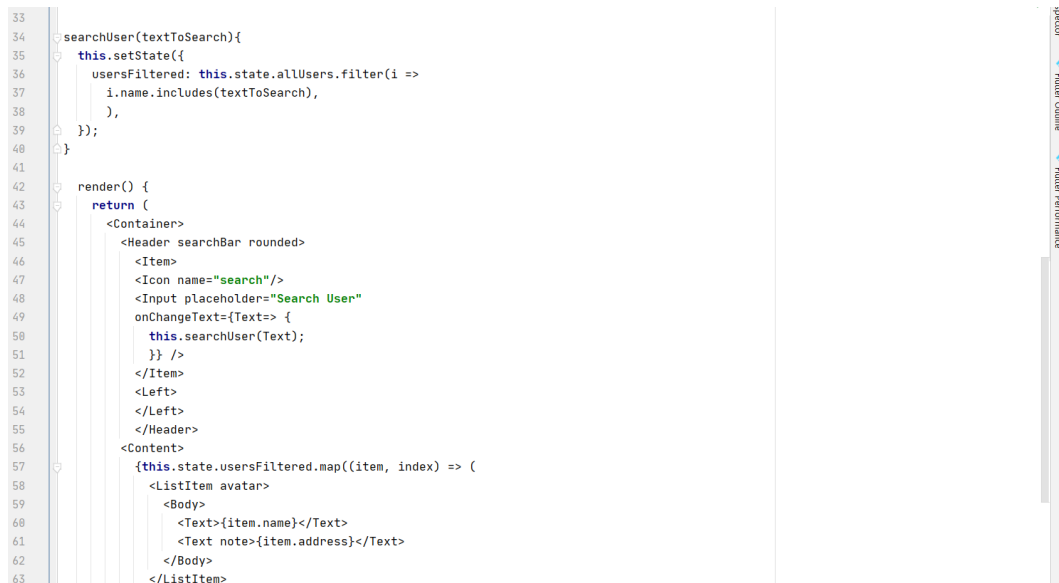 33
34 searchUser(textToSearch){
35 this.setState({
36 usersFiltered: this.state.allUsers.filter(i =>
37 i.name.includes(textToSearch),
38 ),
39 });
40 }
41
42 render() {
43 return (
44 <Container>
45 <Header searchBar rounded>
46 <Item>
47 <Icon name="search"/>
48 <Input placeholder="Search User"
49 onChangeText={Text=> {
50 this.searchUser(Text);
51 }} />
52 </Item>
53 <Left>
54 </Left>
55 </Header>
56 <Content>
57 {this.state.usersFiltered.map((item, index) => (
58 <ListItem avatar>
59 <Body>
60 <Text>{item.name}</Text>
61 <Text note>{item.address}</Text>
62 </Body>
63 </ListItem>
Flutter Outline
Flutter Performance